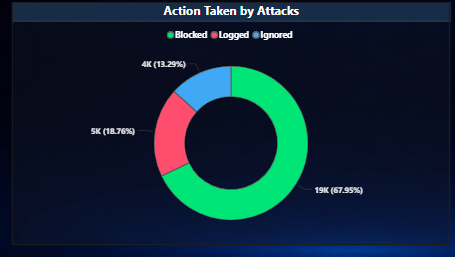 Action Taken by Attacks
Blocked Logged Ignored
4K (13.29%)
5K (18.76%)
19K (67.95%)